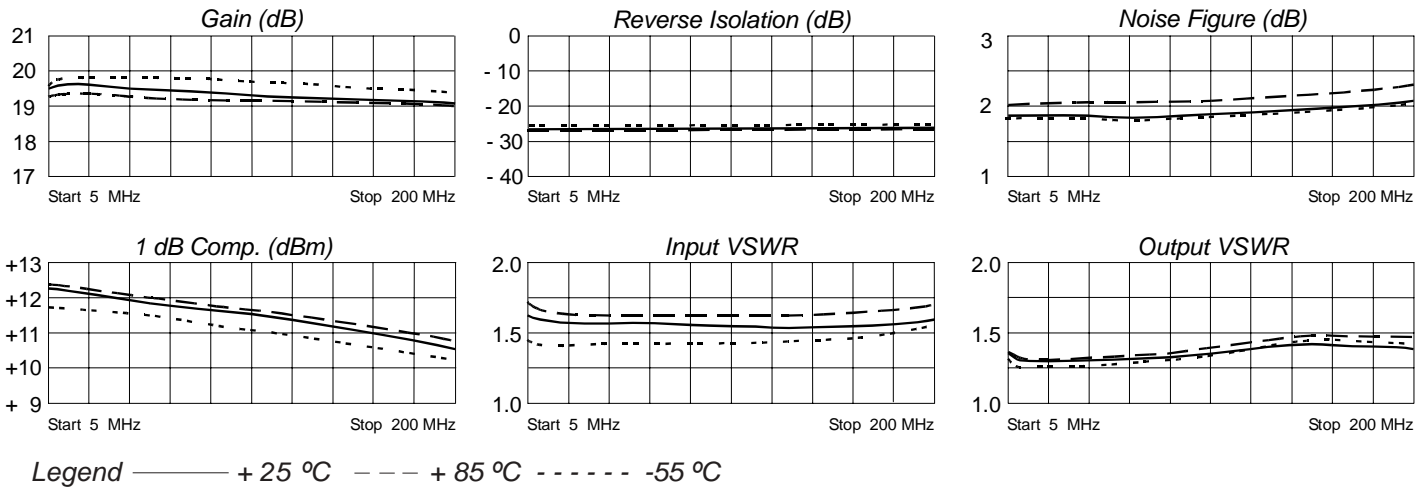 Gain (dB)
21
20
19
18
17
Start 5 MHz Stop 200 MHz
Reverse Isolation (dB)
0
- 10
- 20
- 30
- 40
Start 5 MHz Stop 200 MHz
Noise Figure (dB)
3
2
1
Start 5 MHz Stop 200 MHz
1 dB Comp. (dBm)
+13
+12
+11
+10
+ 9
Start 5 MHz Stop 200 MHz
Input VSWR
2.0
1.5
1.0
Start 5 MHz Stop 200 MHz
Output VSWR
2.0
1.5
1.0
Start 5 MHz Stop 200 MHz
Legend + 25 ºC + 85 ºC -55 ºC